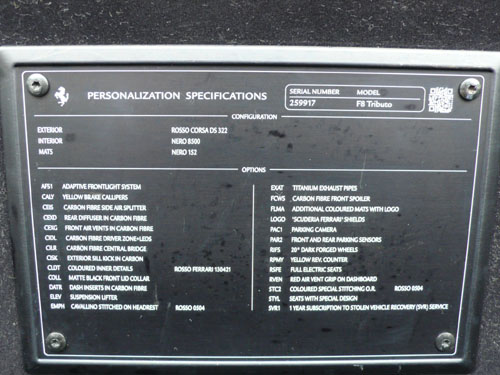 PERSONALIZATION SPECIFICATIONS
SERIAL NUMBER MODEL
259917 F8 Tributo
CONFIGURATION
EXTERIOR ROSSO CORSA DS 322
INTERIOR NERO 8500
MATS NERO 152
OPTIONS
AFS1 ADAPTIVE FRONTLIGHT SYSTEM
CALY YELLOW BRAKE CALLIPERS
CEIS CARBON FIBRE SIDE AIR SPLITTER
CEXD REAR DIFFUSER IN CARBON FIBRE
CEXG FRONT AIR VENTS IN CARBON FIBRE
CIDL CARBON FIBRE DRIVER ZONE+LEDS
CILR CARBON FIBRE CENTRAL BRIDGE
CISK EXTERIOR SILL KICK IN CARBON
CLDT COLOURED INNER DETAILS ROSSO FERRARI 130421
COLL MATTE BLACK FRONT LID COLLAR
DATR DASH INSERTS IN CARBON FIBRE
ELEV SUSPENSION LIFTER
EMPH CAVALLINO STITCHED ON HEADREST ROSSO 0504
EXAT TITANIUM EXHAUST PIPES
FCWS CARBON FIBRE FRONT SPOILER
FLMA ADDITIONAL COLOURED MATS WITH LOGO
LOGO "SCUDERIA FERRARI" SHIELDS
PAC1 PARKING CAMERA
PAR2 FRONT AND REAR PARKING SENSORS
RIFS 20" DARK FORGED WHEELS
RPMY YELLOW REV. COUNTER
RSFE FULL ELECTRIC SEATS
RVEN RED AIR VENT GRIP ON DASHBOARD
STC2 COLOURED SPECIAL STITCHING O.R. ROSSO 0504
STYL SEATS WITH SPECIAL DESIGN
SVR1 1 YEAR SUBSCRIPTION TO STOLEN VEHICLE RECOVERY (SVR) SERVICE